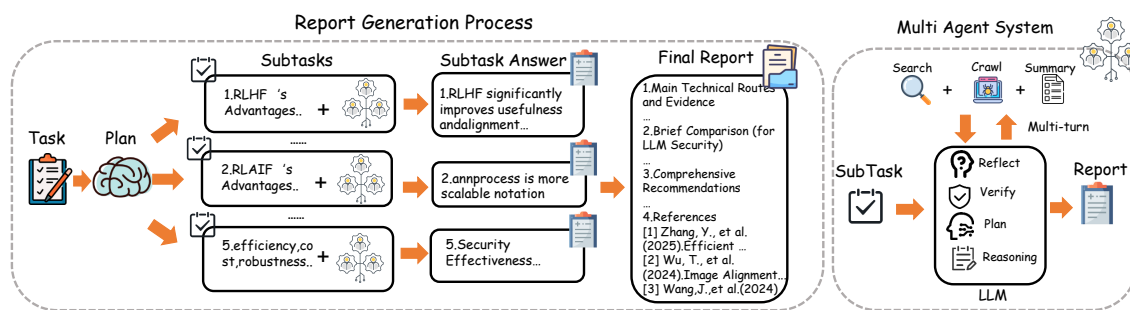 Report Generation Process
Task
Plan
Subtasks
1.RLHF 's
Advantages..
+
......
2.RLAIF 's
Advantages..
+
......
5.efficiency,co
st,robustness..
+
Subtask Answer
1.RLHF significantly
improves usefulness
andalignment...
2.annprocess is more
scalable notation
5.Security
Effectiveness...
Final Report
1.Main Technical Routes
and Evidence
...
2.Brief Comparison (for
LLM Security)
...
3.Comprehensive
Recommendations
...
4.References
[1] Zhang, Y., et al.
(2025).Efficient ...
[2] Wu, T., et al.
(2024).Image Alignment...
[3] Wang,J.,et al.(2024)
Multi Agent System
Search
+
Crawl
+
Summary
Multi-turn
SubTask
Reflect
Verify
Plan
Reasoning
LLM
Report